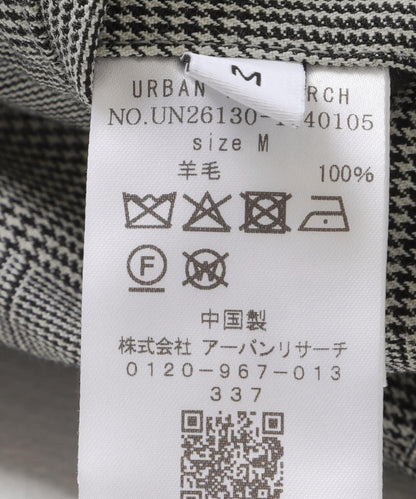 M
URBAN RCH
NO.UN26130- 40105
size M
羊毛 100%
F W
中国製
株式会社 アーバンリサーチ
0120-967-013
337